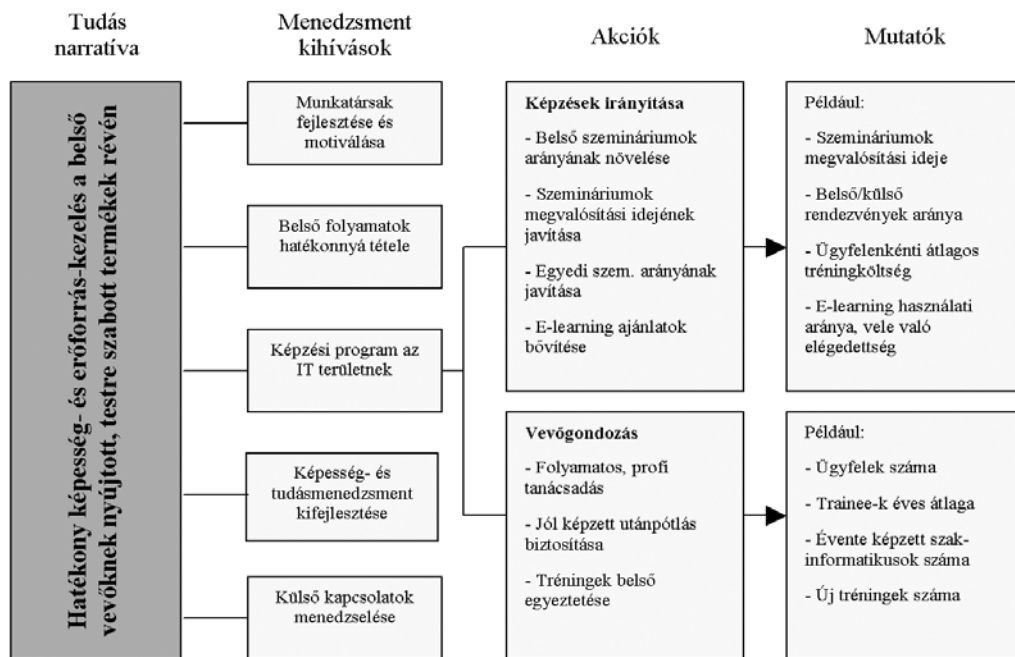 Tudás
narratíva
Menedzsment
kihívások
Akciók
Mutatók
Hatékony képesség- és erőforrás-kezelés a belső
vevőknek nyújtott, testre szabott termékek révén
Munkatársak
fejlesztése és
motiválása
Belső folyamatok
hatékonnyá tétele
Képzési program az
IT területnek
Képesség- és
tudásmenedzsment
kifejlesztése
Külső kapcsolatok
menedzselése
Képzések irányítása
- Belső szemináriumok
arányának növelése
- Szemináriumok
megvalósítási idejének
javítása
- Egyedi szem. arányának
javítása
- E-learning ajánlatok
bővítése
Vevőgondozás
- Folyamatos, profi
tanácsadás
- Jól képzett utánpótlás
biztosítása
- Tréningek belső
egyeztetése
Például:
- Szemináriumok
megvalósítási ideje
- Belső/külső
rendezvények aránya
- Ügyfelenkénti átlagos
tréningköltség
- E-learning használati
aránya, vele való
elégedettség
Például:
- Ügyfelek száma
- Trainee-k éves átlaga
- Évente képzett szak-
informatikusok száma
- Új tréningek száma